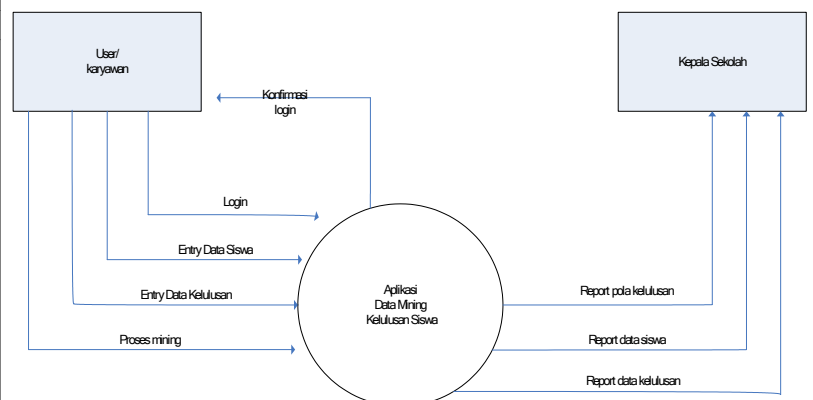 User/
karyawan
Kepala Sekolah
Konfirmasi
login
Login
Entry Data Siswa
Entry Data Kelulusan
Proses mining
Aplikasi
Data Mining
Kelulusan Siswa
Report pola kelulusan
Report data siswa
Report data kelulusan